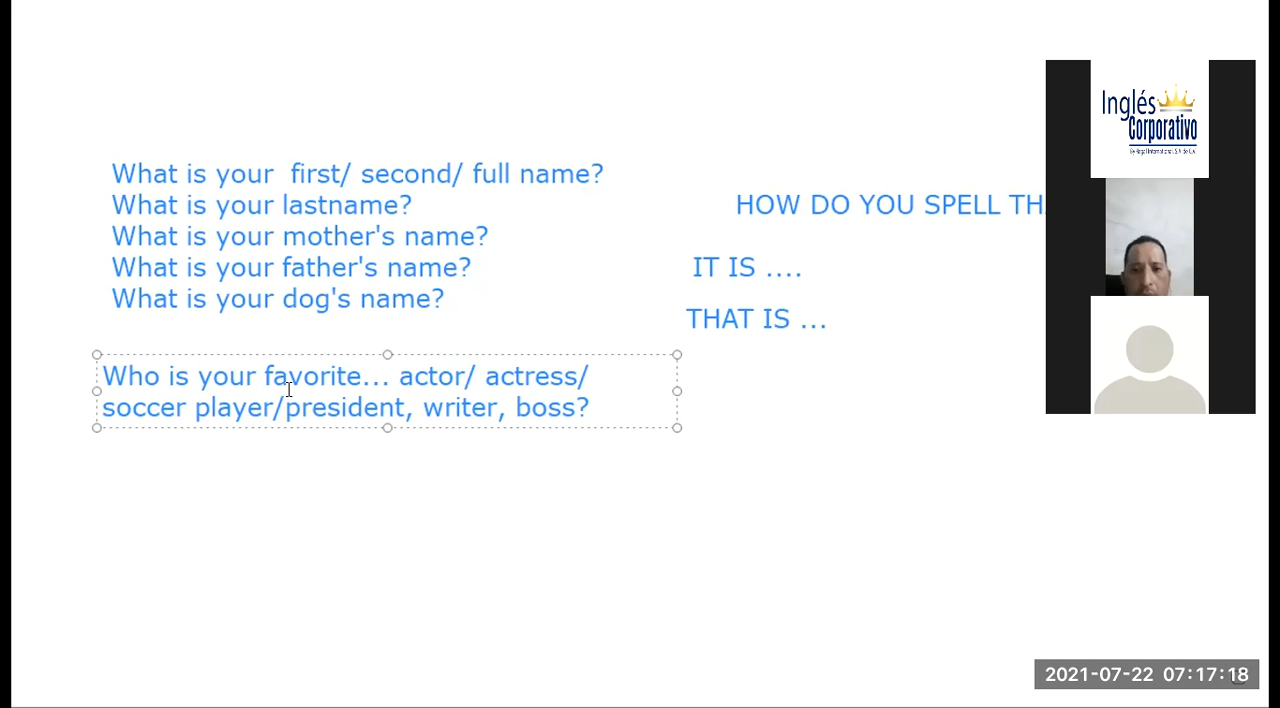 What is your  first/ second/ full name?
What is your lastname?
What is your mother's name?
What is your father's name?
What is your dog's name?
Who is your favorite... actor/ actress/
soccer player/president, writer, boss?
HOW DO YOU SPELL
IT IS ....
THAT IS ...
Inglés
Corporativo
2021-07-22 07:17:18